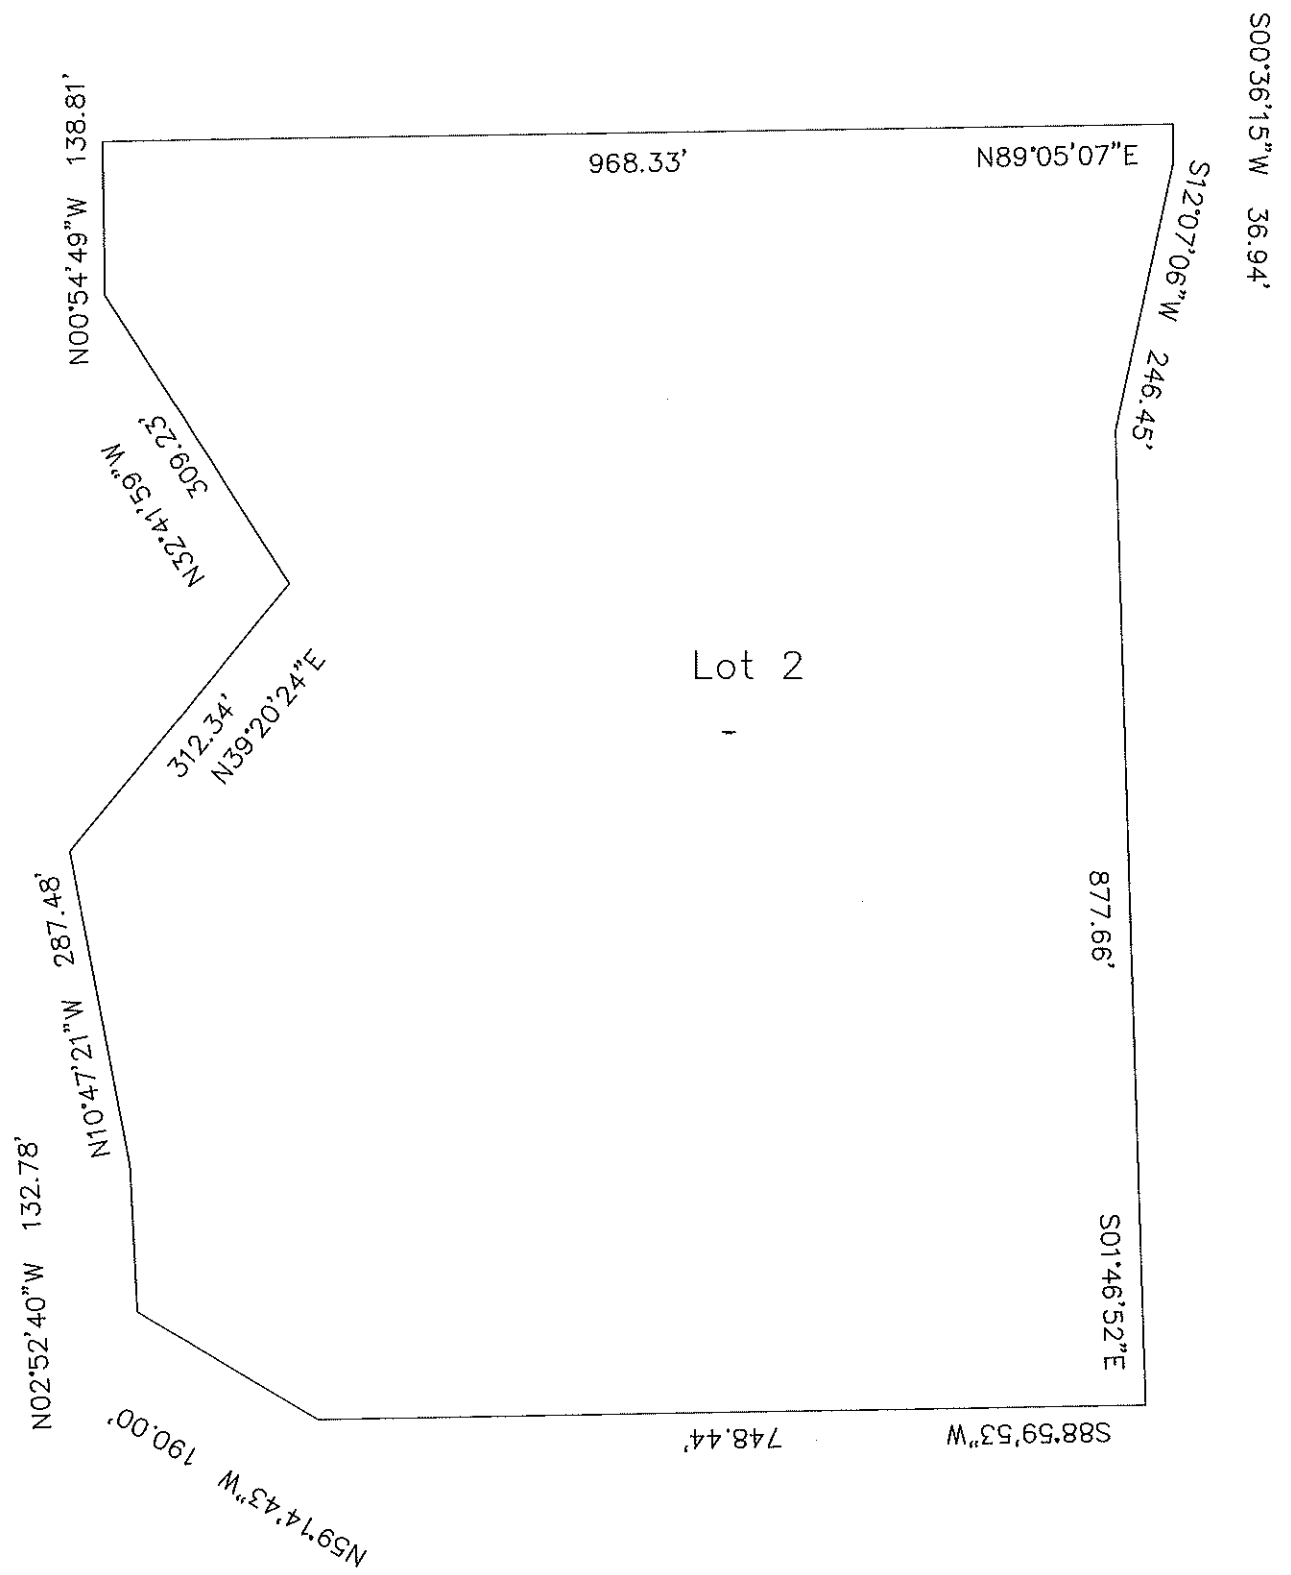 S00°36'15"W 36.94'
N89°05'07"E
968.33'
S12°07'06"W 246.45'
N00°54'49"W 138.81'
309.23'
N32°41'59"W
312.34'
N39°20'24"E
Lot 2
-
877.66'
S01°46'52"E
N10°47'21"W 287.48'
N02°52'40"W 132.78'
N59°14'43"W 190.00'
748.44'
S88°59'53"W